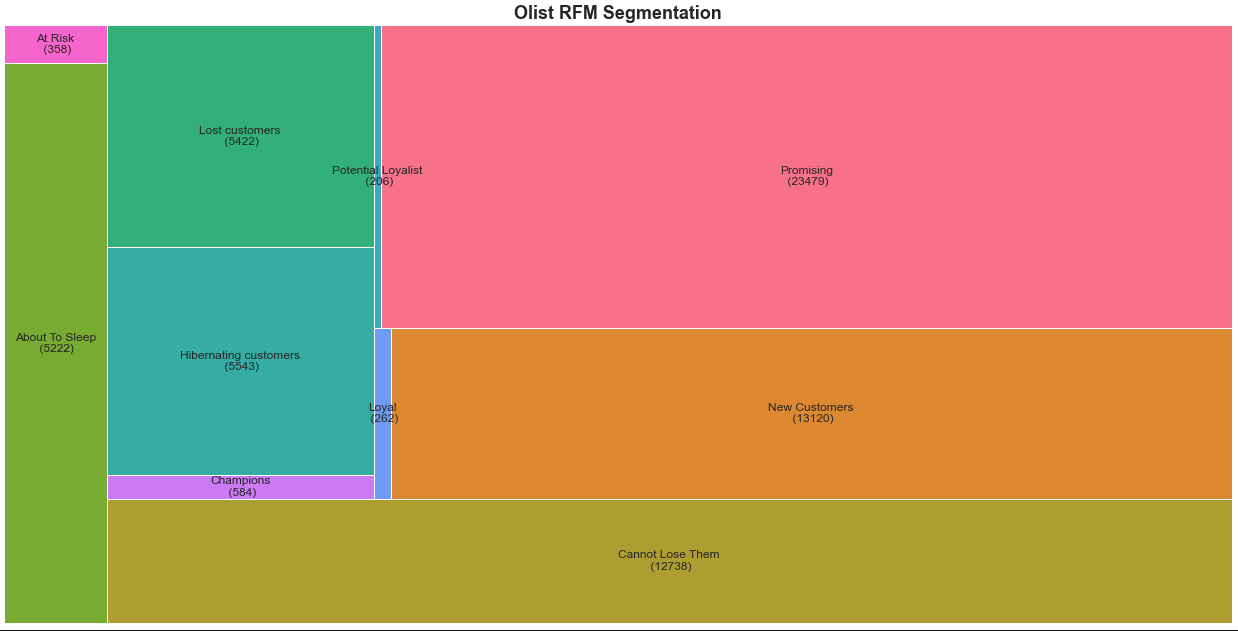 Olist RFM Segmentation
At Risk
(358)
Lost customers
(5422)
Potential Loyalist
(206)
Promising
(23479)
About To Sleep
(5222)
Hibernating customers
(5543)
Loyal
(262)
New Customers
(13120)
Champions
(584)
Cannot Lose Them
(12738)